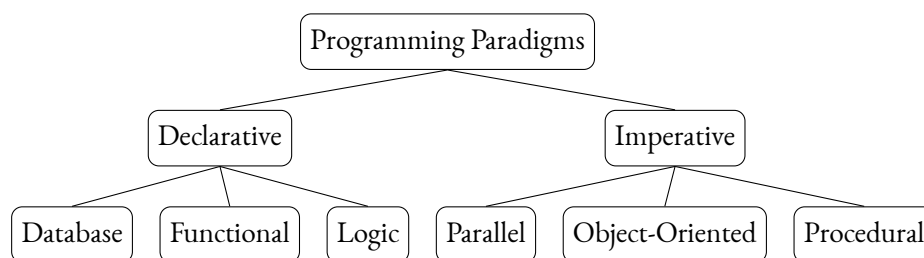 Programming Paradigms
Declarative
Imperative
Database
Functional
Logic
Parallel
Object-Oriented
Procedural